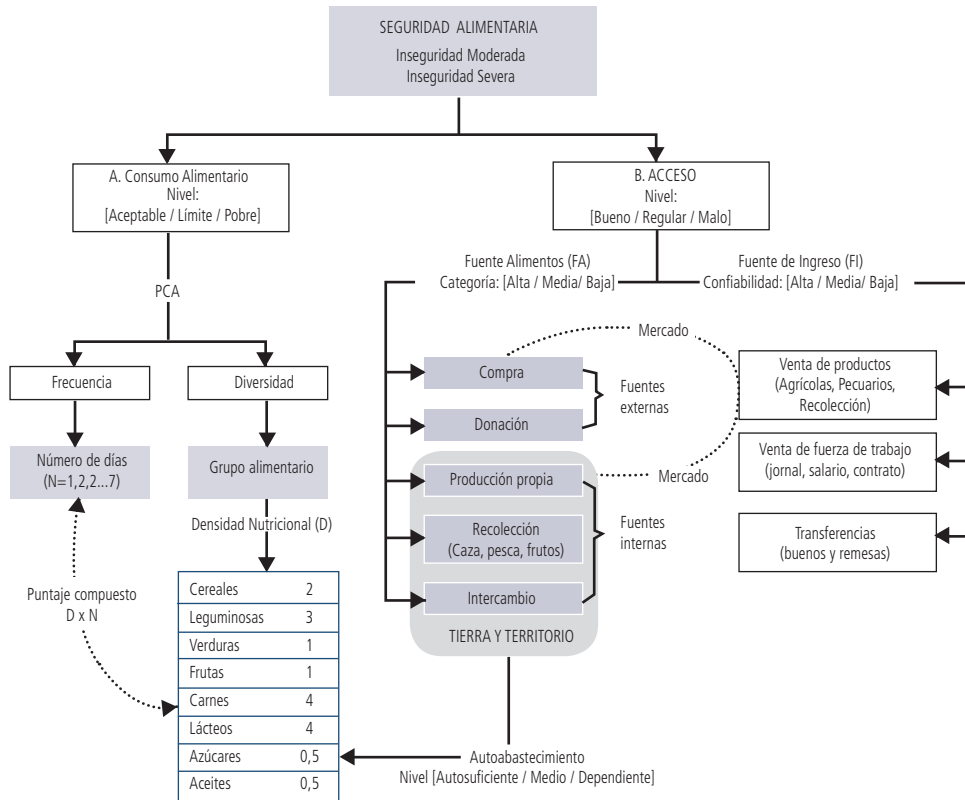 SEGURIDAD ALIMENTARIA
Inseguridad Moderada
Inseguridad Severa
A. Consumo Alimentario
Nivel:
[Aceptable / Límite / Pobre]
B. ACCESO
Nivel:
[Bueno / Regular / Malo]
PCA
Fuente Alimentos (FA)
Categoría: [Alta / Media/ Baja]
Fuente de Ingreso (FI)
Confiabilidad: [Alta / Media/ Baja]
Frecuencia
Diversidad
Número de días
(N=1,2,2...7)
Grupo alimentario
Densidad Nutricional (D)
Puntaje compuesto
D x N
Cereales 2
Leguminosas 3
Verduras 1
Frutas 1
Carnes 4
Lácteos 4
Azúcares 0,5
Aceites 0,5
Mercado
Compra
Donación
Fuentes
externas
Producción propia
Mercado
Recolección
(Caza, pesca, frutos)
Intercambio
Fuentes
internas
TIERRA Y TERRITORIO
Venta de productos
(Agrícolas, Pecuarios,
Recolección)
Venta de fuerza de trabajo
(jornal, salario, contrato)
Transferencias
(buenos y remesas)
Autoabastecimiento
Nivel [Autosuficiente / Medio / Dependiente]